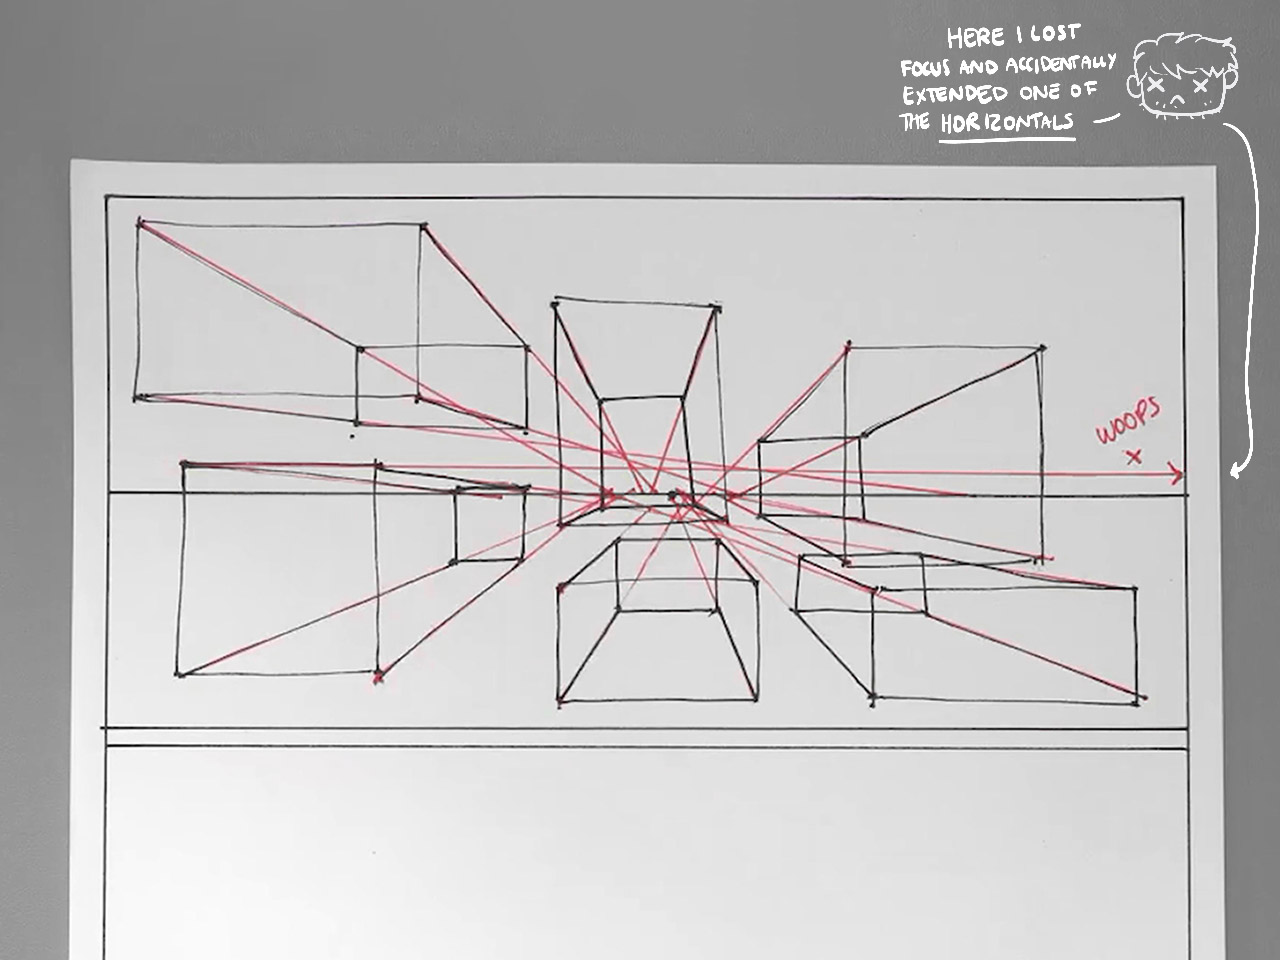 HERE I LOST
FOCUS AND ACCIDENTALLY
EXTENDED ONE OF
THE HORIZONTALS
WOOPS
x